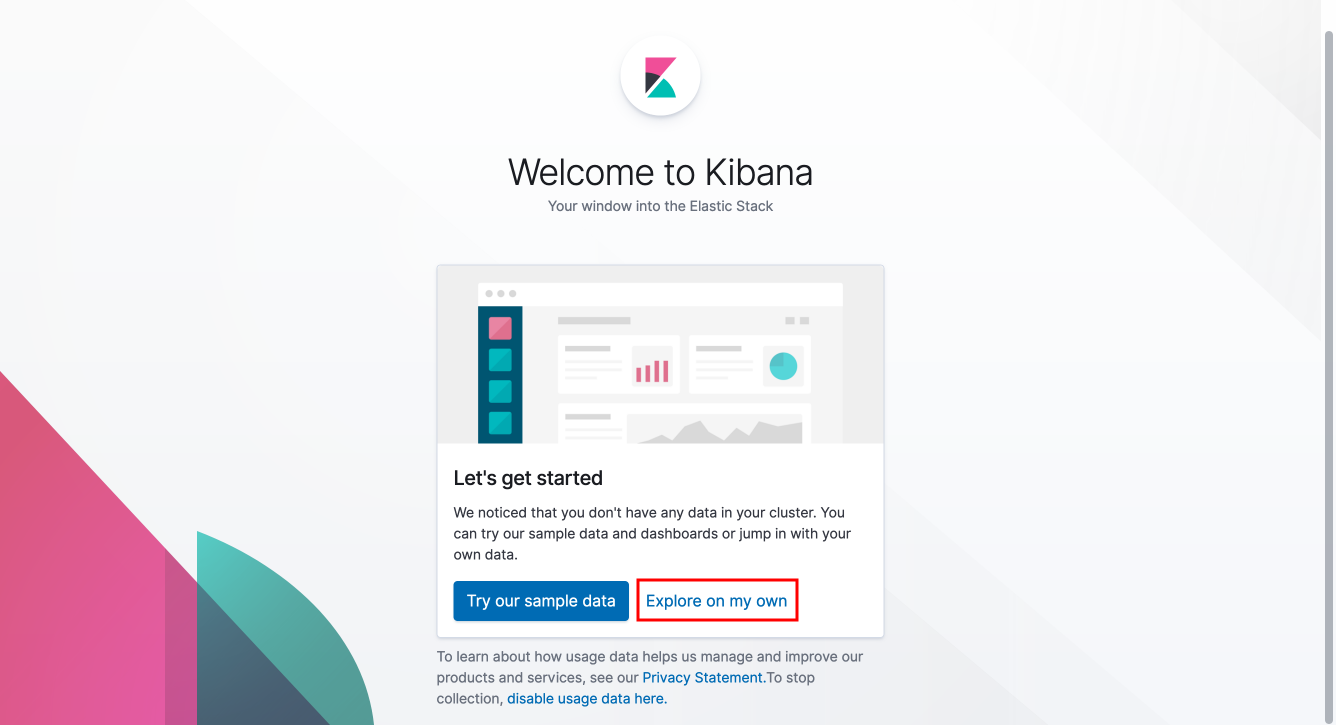 Welcome to Kibana
Your window into the Elastic Stack
Let's get started
We noticed that you don't have any data in your cluster. You
can try our sample data and dashboards or jump in with your
own data.
Try our sample data
Explore on my own
To learn about how usage data helps us manage and improve our
products and services, see our Privacy Statement.To stop
collection, disable usage data here.